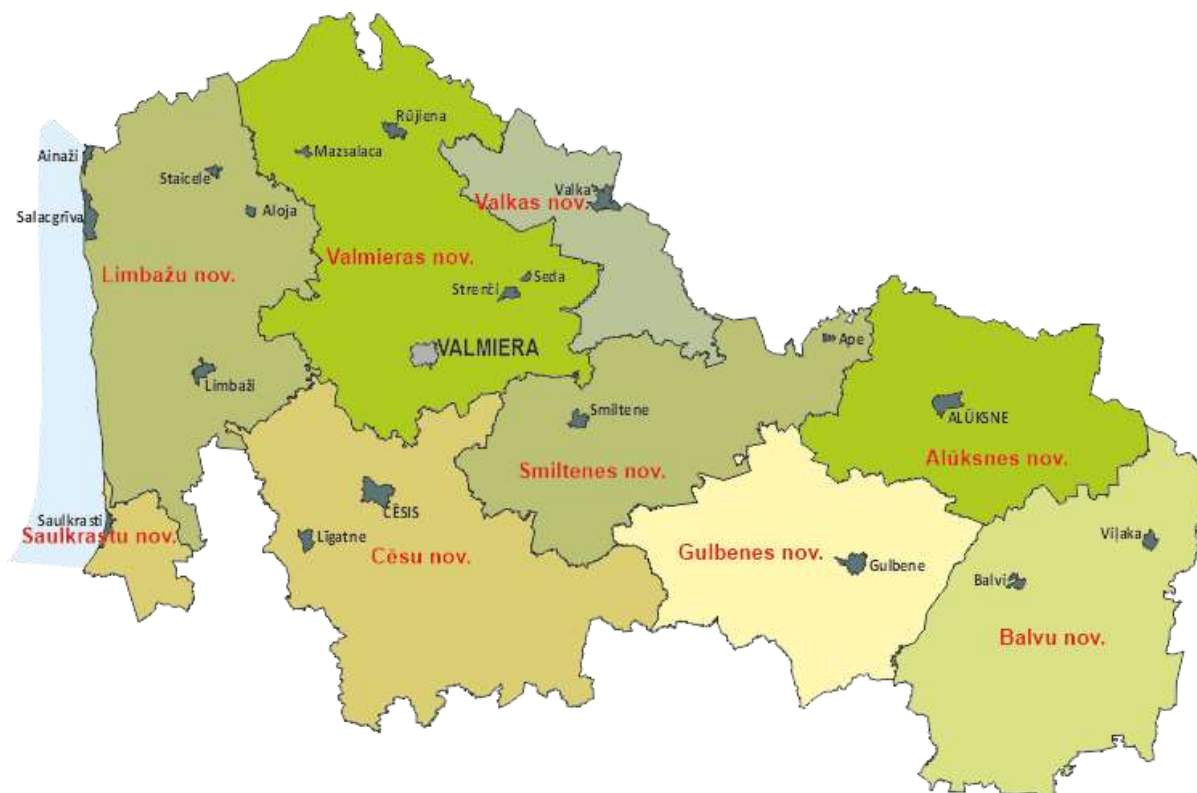 Rūjiena
Ainaži
Mazsalaca
Staicele
Valka
Valkas nov.
Salacgrīva
Aloja
Valmieras nov.
Limbažu nov.
Seda
Strenči
Ape
VALMIERA
Limbaži
Smiltene
ALŪKSNE
Alūksnes nov.
Smiltenes nov.
CĒSIS
Saulkrasti
Saulkrastu nov.
Līgatne
Cēsu nov.
Gulbenes nov.
Gulbene
Viļaka
Balvi
Balvu nov.